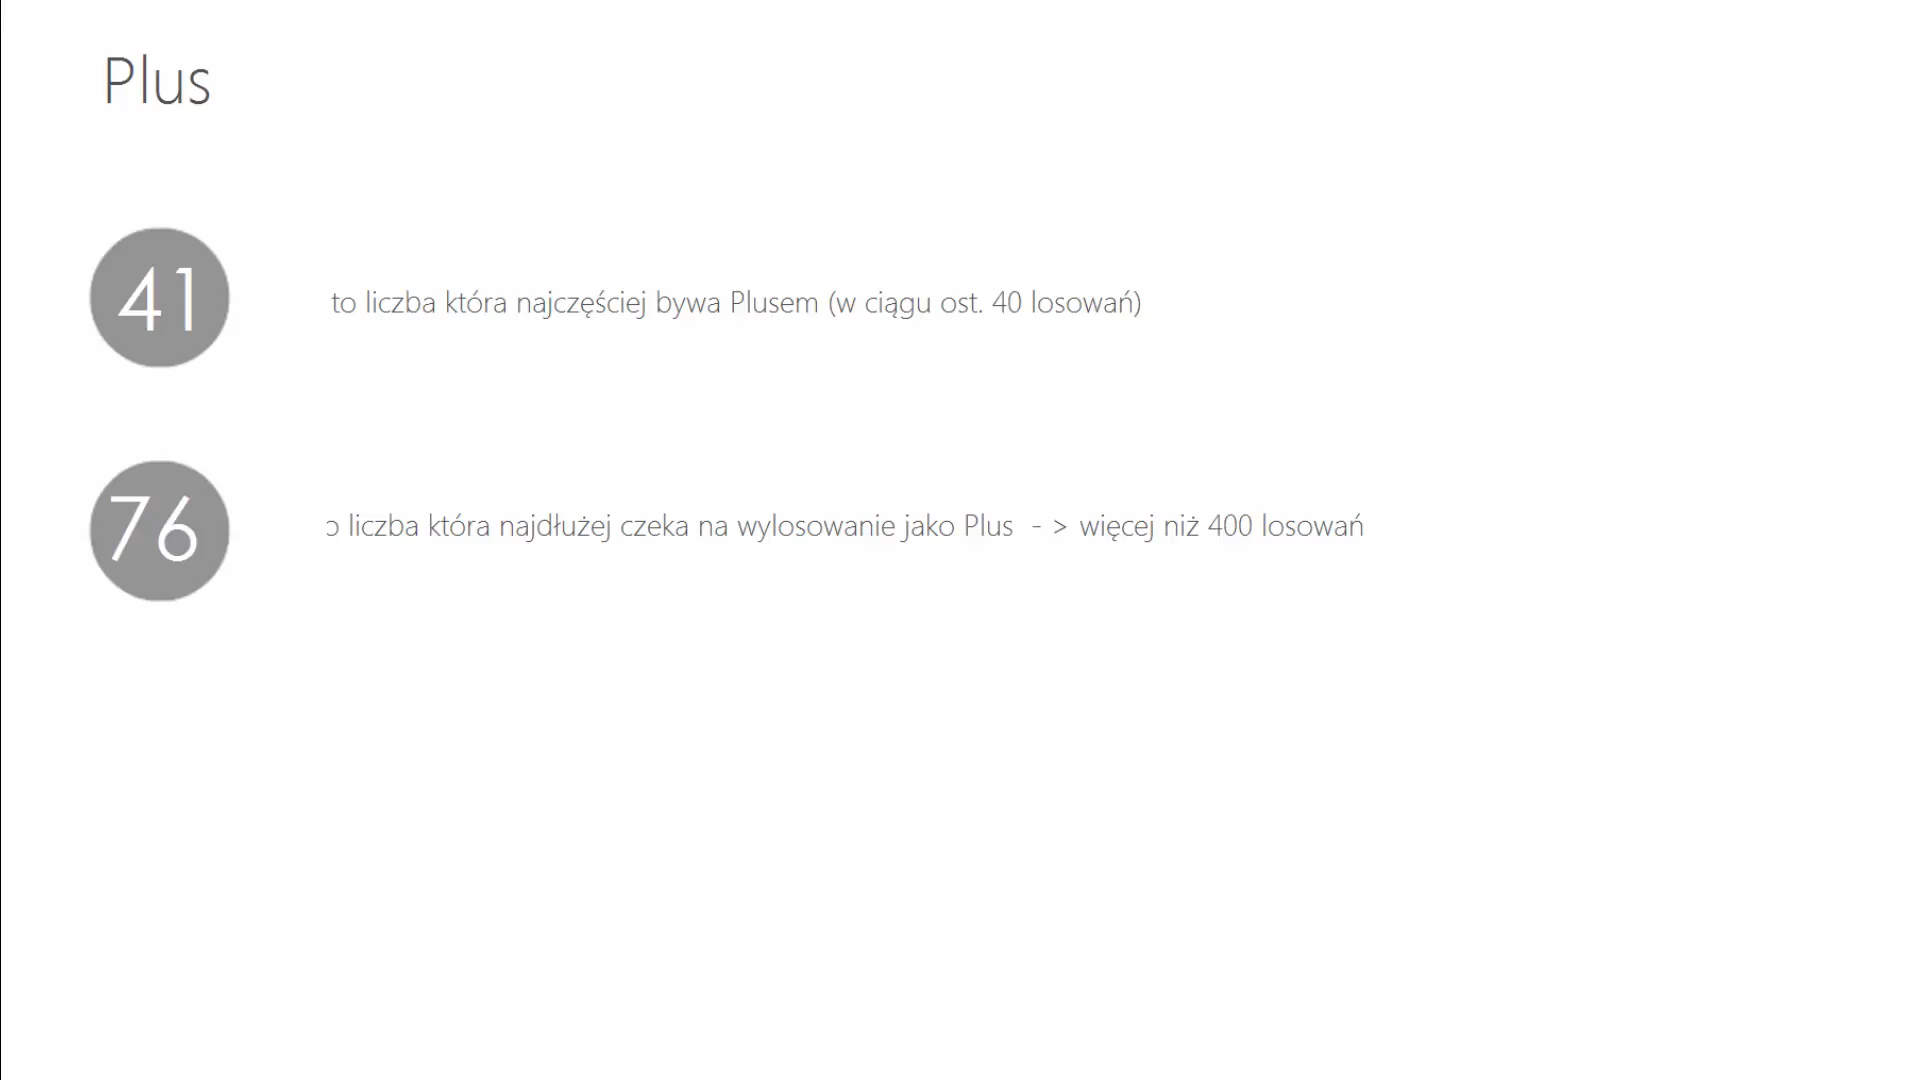 Plus
41
to liczba która najczęściej bywa Plusem (w ciągu ost. 40 losowań)
76
o liczba która najdłużej czeka na wylosowanie jako Plus - > więcej niż 400 losowań